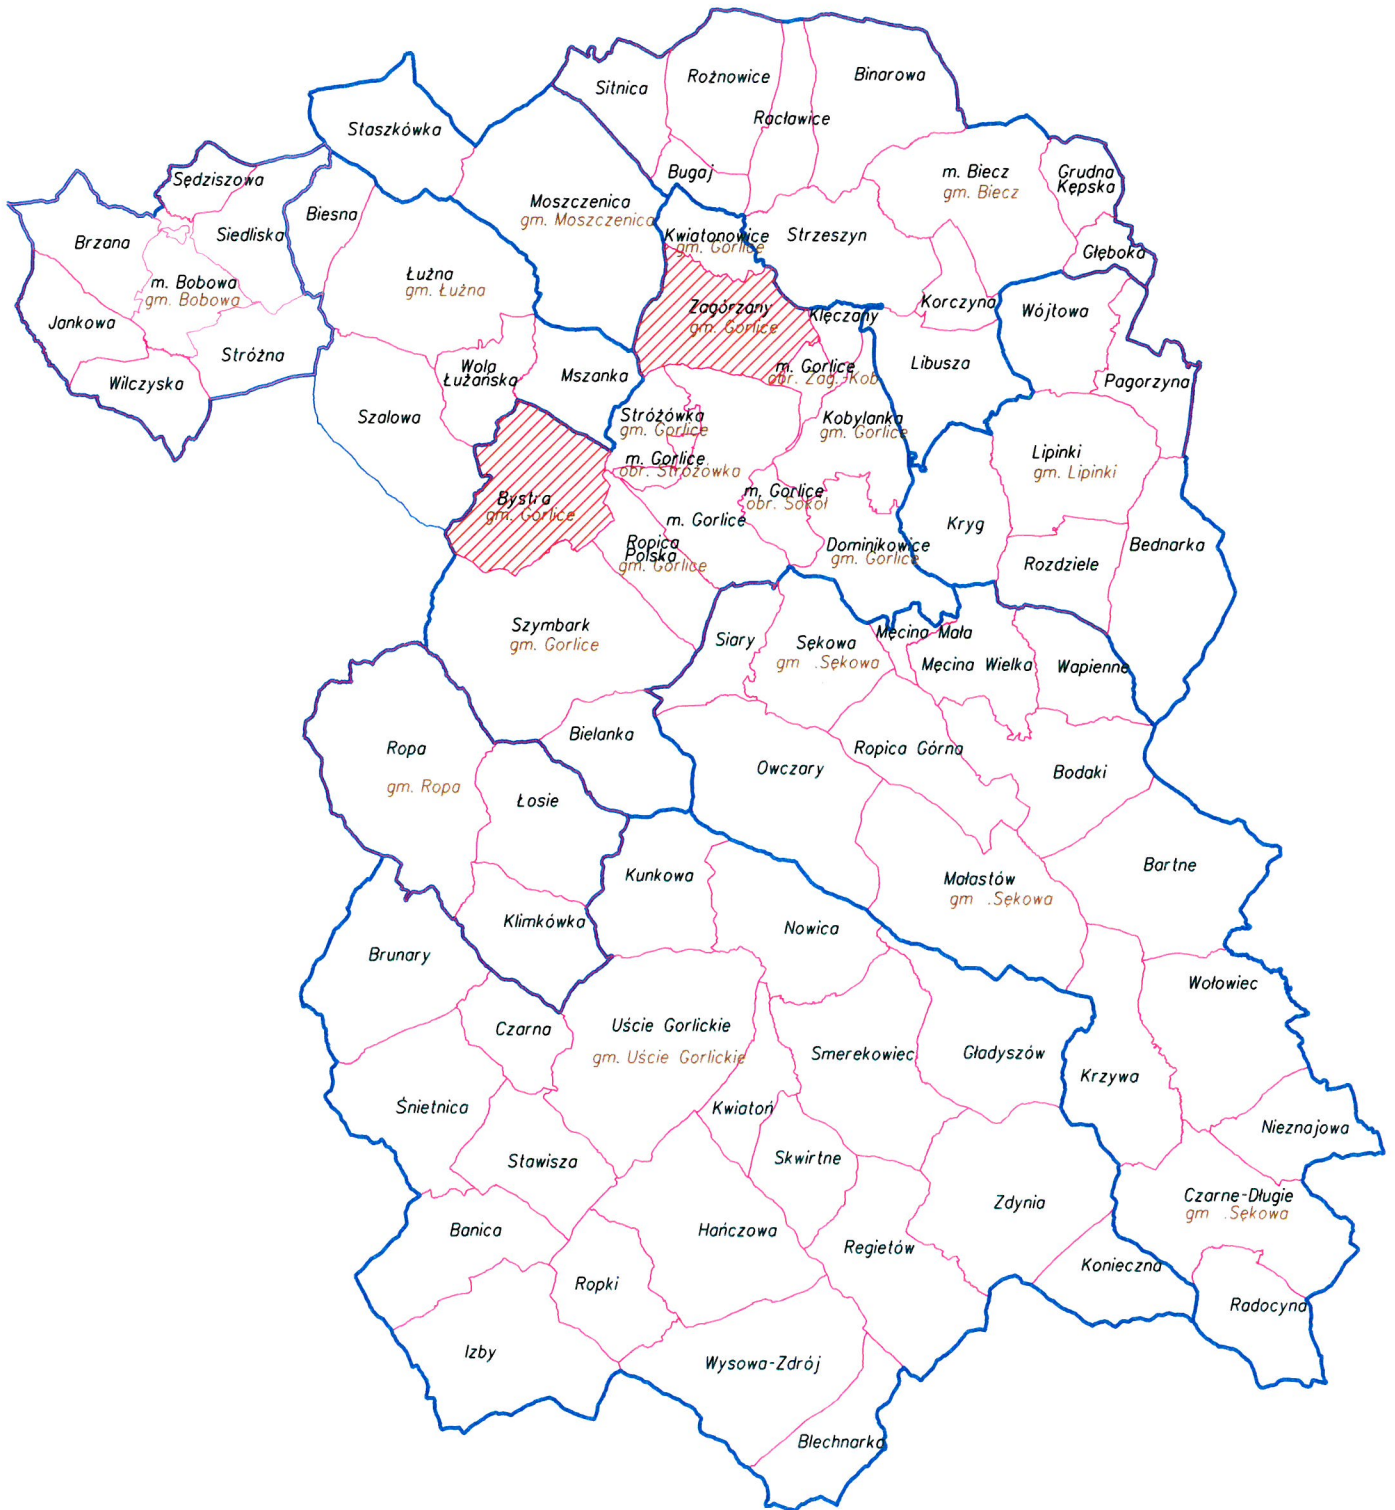 Sitnica
Rożnowice
Binarowa
Racławice
Staszkówka
Bugaj
m. Biecz
gm. Biecz
Grudna
Kępska
Sędziszowa
Biesna
Moszczenica
gm. Moszczenica
Siedliska
Brzana
Kwiatonowice
gm. Gorlice
Strzeszyn
Głęboka
m. Bobowa
gm. Bobowa
Łużna
gm. Łużna
Zagórzany
gm. Gorlice
Klęczany
Korczyna
Wójtowa
Jankowa
Stróżna
Wola
Łużańska
Mszanka
m. Gorlice
obr. Zag.-Kob
Libusza
Pagorzyna
Wilczyska
Szalowa
Stróżówka
gm. Gorlice
Kobylanka
gm. Gorlice
m. Gorlice
obr. Stróżówka
Lipinki
gm. Lipinki
Bystra
gm. Gorlice
m. Gorlice
obr. Sokół
m. Gorlice
Kryg
Ropica
Polska
gm. Gorlice
Dominikowice
gm. Gorlice
Rozdziele
Bednarka
Szymbark
gm. Gorlice
Siary
Sękowa
gm .Sękowa
Męcina Mała
Męcina Wielka
Wapienne
Ropa
gm. Ropa
Bielanka
Owczary
Ropica Górna
Bodaki
Łosie
Kunkowa
Małastów
gm .Sękowa
Bartne
Klimkówka
Nowica
Brunary
Wołowiec
Czarna
Uście Gorlickie
gm. Uście Gorlickie
Smerekowiec
Gładyszów
Krzywa
Śnietnica
Kwiatoń
Nieznajowa
Stawisza
Skwirtne
Zdynia
Czarne-Długie
gm .Sękowa
Banica
Hańczowa
Regietów
Konieczna
Ropki
Radocyna
Izby
Wysowa-Zdrój
Blechnarka